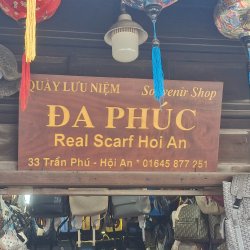 QUẦY LƯU NIỆM Souvenir Shop
ĐA PHÚC
Real Scarf Hoi An
33 Trần Phú - Hội An * 01645 877 251